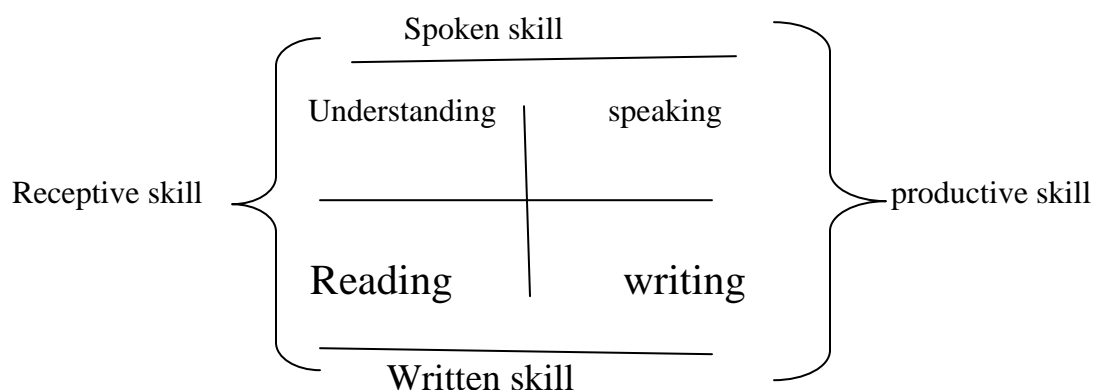 Spoken skill
Understanding speaking
Receptive skill productive skill
Reading writing
Written skill